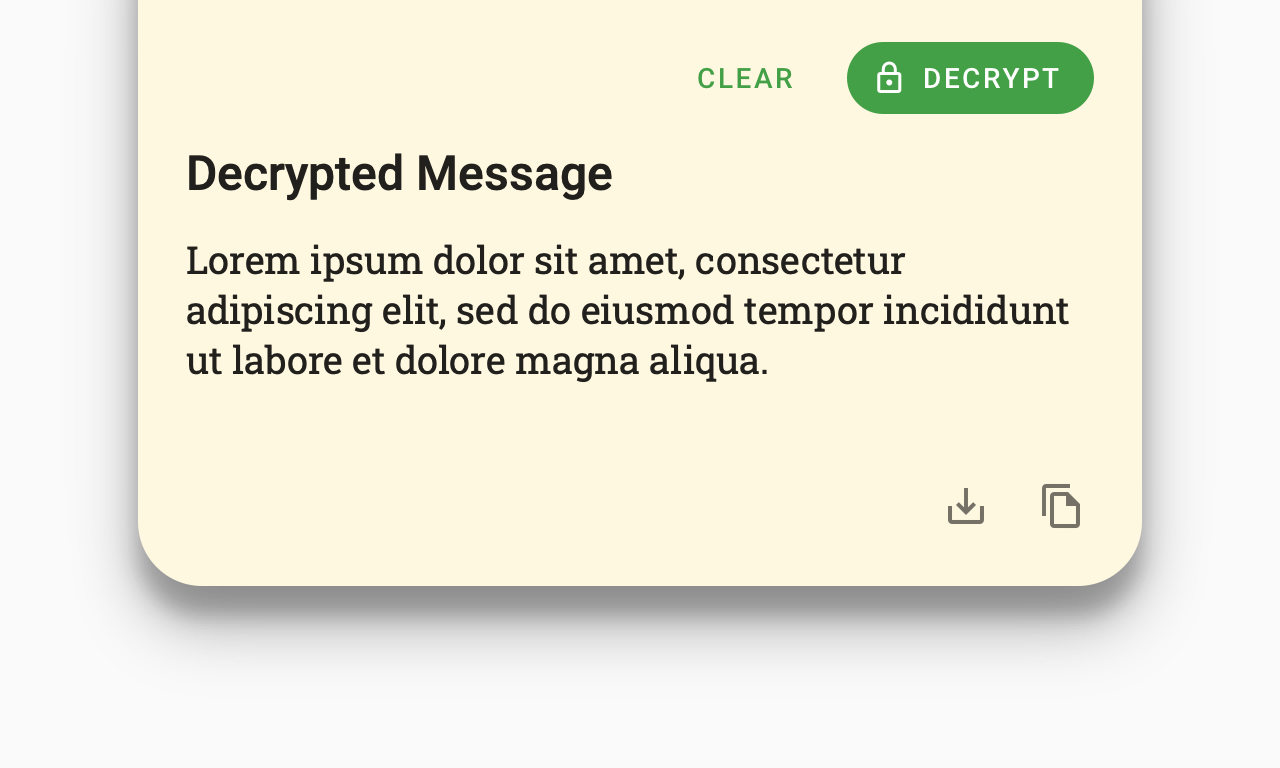 CLEAR
DECRYPT
Decrypted Message
Lorem ipsum dolor sit amet, consectetur
adipiscing elit, sed do eiusmod tempor incididunt
ut labore et dolore magna aliqua.